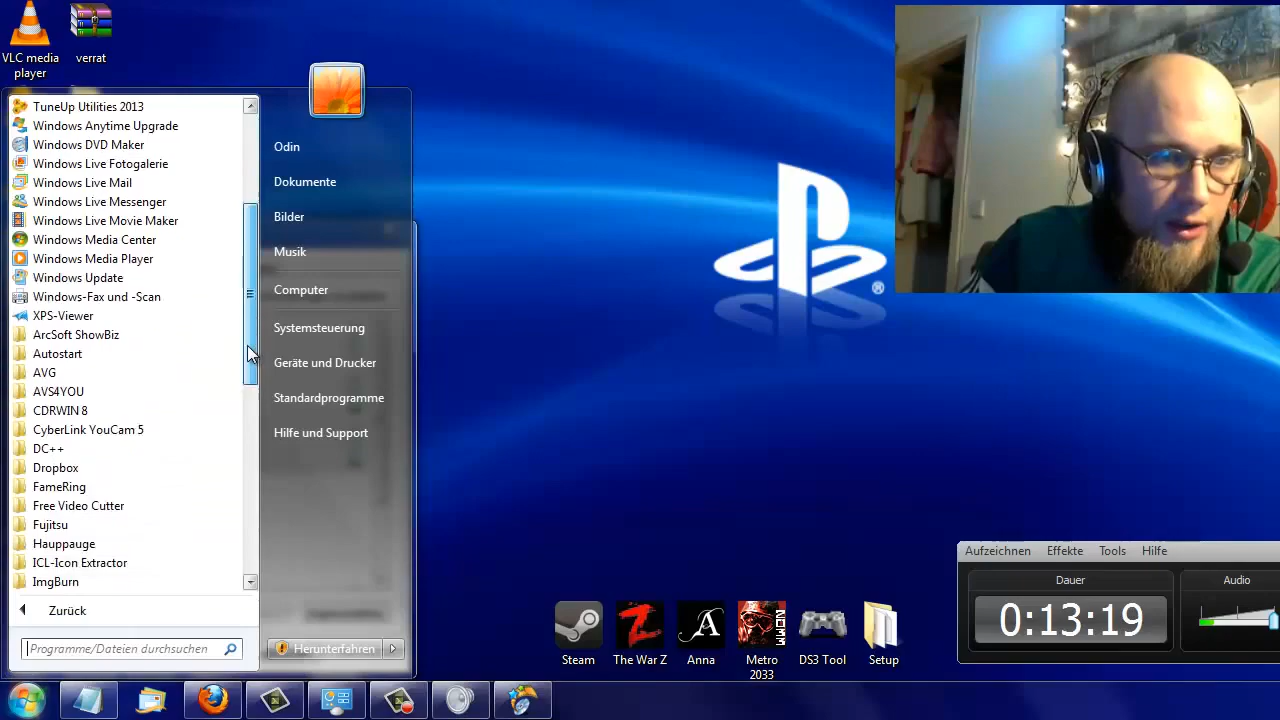 VLC media
player
verrat
TuneUp Utilities 2013
Windows Anytime Upgrade
Windows DVD Maker
Windows Live Fotogalerie
Windows Live Mail
Windows Live Messenger
Windows Live Movie Maker
Windows Media Center
Windows Media Player
Windows Update
Windows-Fax und -Scan
XPS-Viewer
ArcSoft ShowBiz
Autostart
AVG
AVS4YOU
CDRWIN 8
CyberLink YouCam 5
DC++
Dropbox
FameRing
Free Video Cutter
Fujitsu
Hauppauge
ICL-Icon Extractor
ImgBurn
Zurück
Programme/Dateien durchsuchen
Odin
Dokumente
Bilder
Musik
Computer
Systemsteuerung
Geräte und Drucker
Standardprogramme
Hilfe und Support
Herunterfahren
Steam
The War Z
Anna
Metro
2033
DS3 Tool
Setup
Aufzeichnen Effekte Tools Hilfe
Dauer
Audio
0:13:19